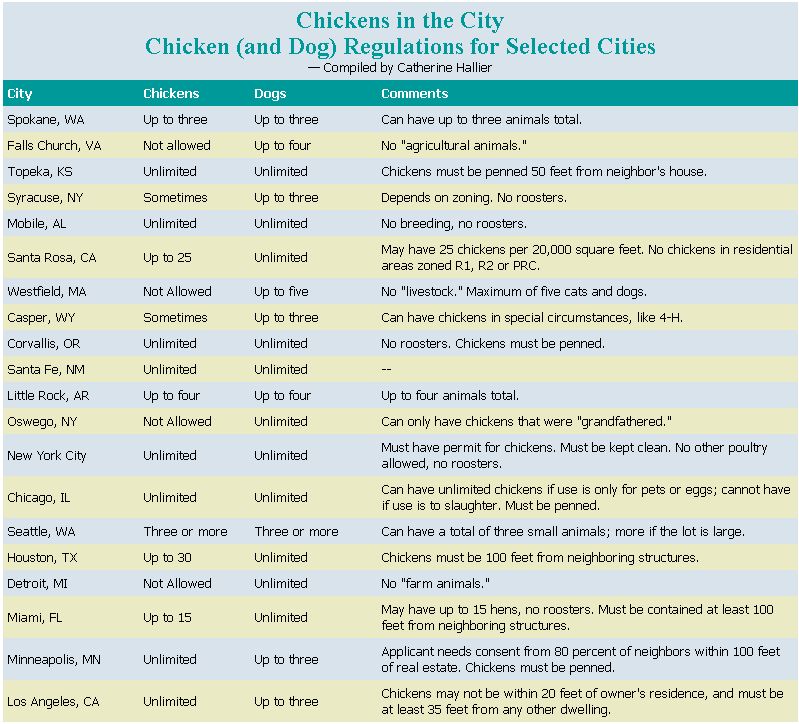 Chickens in the City
Chicken (and Dog) Regulations for Selected Cities
— Compiled by Catherine Hallier
City Chickens Dogs Comments
Spokane, WA Up to three Up to three Can have up to three animals total.
Falls Church, VA Not allowed Up to four No "agricultural animals."
Topeka, KS Unlimited Unlimited Chickens must be penned 50 feet from neighbor's house.
Syracuse, NY Sometimes Up to three Depends on zoning. No roosters.
Mobile, AL Unlimited Unlimited No breeding, no roosters.
Santa Rosa, CA Up to 25 Unlimited May have 25 chickens per 20,000 square feet. No chickens in residential
areas zoned R1, R2 or PRC.
Westfield, MA Not Allowed Up to five No "livestock." Maximum of five cats and dogs.
Casper, WY Sometimes Up to three Can have chickens in special circumstances, like 4-H.
Corvallis, OR Unlimited Unlimited No roosters. Chickens must be penned.
Santa Fe, NM Unlimited Unlimited --
Little Rock, AR Up to four Up to four Up to four animals total.
Oswego, NY Not Allowed Unlimited Can only have chickens that were "grandfathered."
New York City Unlimited Unlimited Must have permit for chickens. Must be kept clean. No other poultry
allowed, no roosters.
Chicago, IL Unlimited Unlimited Can have unlimited chickens if use is only for pets or eggs; cannot have
if use is to slaughter. Must be penned.
Seattle, WA Three or more Three or more Can have a total of three small animals; more if the lot is large.
Houston, TX Up to 30 Unlimited Chickens must be 100 feet from neighboring structures.
Detroit, MI Not Allowed Unlimited No "farm animals."
Miami, FL Up to 15 Unlimited May have up to 15 hens, no roosters. Must be contained at least 100
feet from neighboring structures.
Minneapolis, MN Unlimited Up to three Applicant needs consent from 80 percent of neighbors within 100 feet
of real estate. Chickens must be penned.
Los Angeles, CA Unlimited Up to three Chickens may not be within 20 feet of owner's residence, and must be
at least 35 feet from any other dwelling.